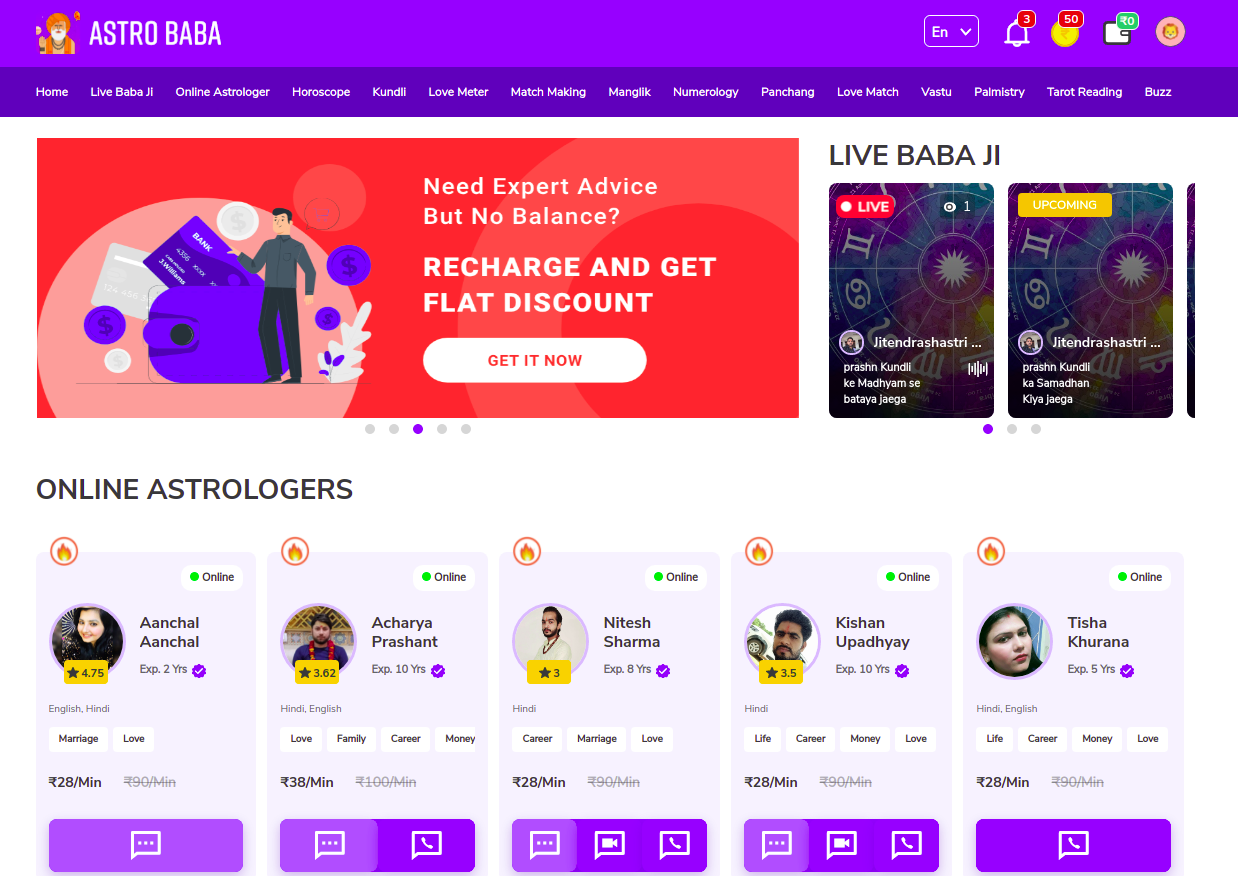 ASTRO BABA
En
3
50
₹0
Home Live Baba Ji Online Astrologer Horoscope Kundli Love Meter Match Making Manglik Numerology Panchang Love Match Vastu Palmistry Tarot Reading Buzz
Need Expert Advice
But No Balance?
RECHARGE AND GET
FLAT DISCOUNT
GET IT NOW
BANK
4356 XXXX XX
J.Williams
LIVE BABA JI
LIVE
1
Jitendrashastri ...
prashn Kundli
ke Madhyam se
bataya jaega
UPCOMING
Jitendrashastri ...
prashn Kundli
ka Samadhan
Kiya jaega
ONLINE ASTROLOGERS
Online
Aanchal
Aanchal
Exp. 2 Yrs
4.75
English, Hindi
Marriage Love
₹28/Min ₹90/Min
Online
Acharya
Prashant
Exp. 10 Yrs
3.62
Hindi, English
Love Family Career Money
₹38/Min ₹100/Min
Online
Nitesh
Sharma
Exp. 8 Yrs
3
Hindi
Career Marriage Love
₹28/Min ₹90/Min
Online
Kishan
Upadhyay
Exp. 10 Yrs
3.5
Hindi
Life Career Money Love
₹28/Min ₹90/Min
Online
Tisha
Khurana
Exp. 5 Yrs
Hindi, English
Life Career Money Love
₹28/Min ₹90/Min